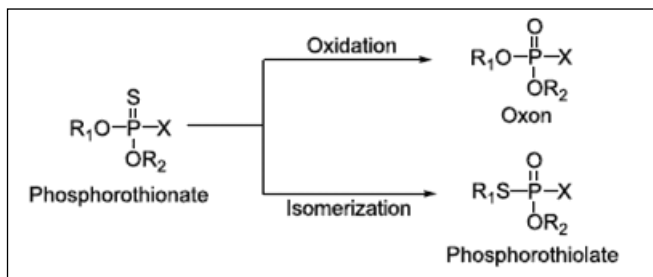 Oxidation
O
R₁O–P–X
OR₂
Oxon
S
R₁O–P–X
OR₂
Phosphorothionate
Isomerization
O
R₁S–P–X
OR₂
Phosphorothiolate